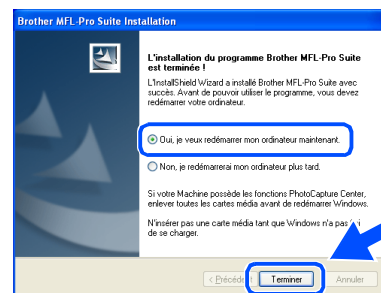 Brother MFL-Pro Suite Installation
L'installation du programme Brother MFL-Pro Suite
est terminée !
L'InstallShield Wizard a installé Brother MFL-Pro Suite avec
succès. Avant de pouvoir utiliser le programme, vous devez
redémarrer votre ordinateur.
Oui, je veux redémarrer mon ordinateur maintenant.
Non, je redémarrerai mon ordinateur plus tard.
Si votre Machine possède les fonctions PhotoCapture Center,
enlever toutes les cartes média avant de redémarrer Windows.
N'insérer pas une carte média tant que Windows n'a pas
de se charger.
< Terminer Annuler